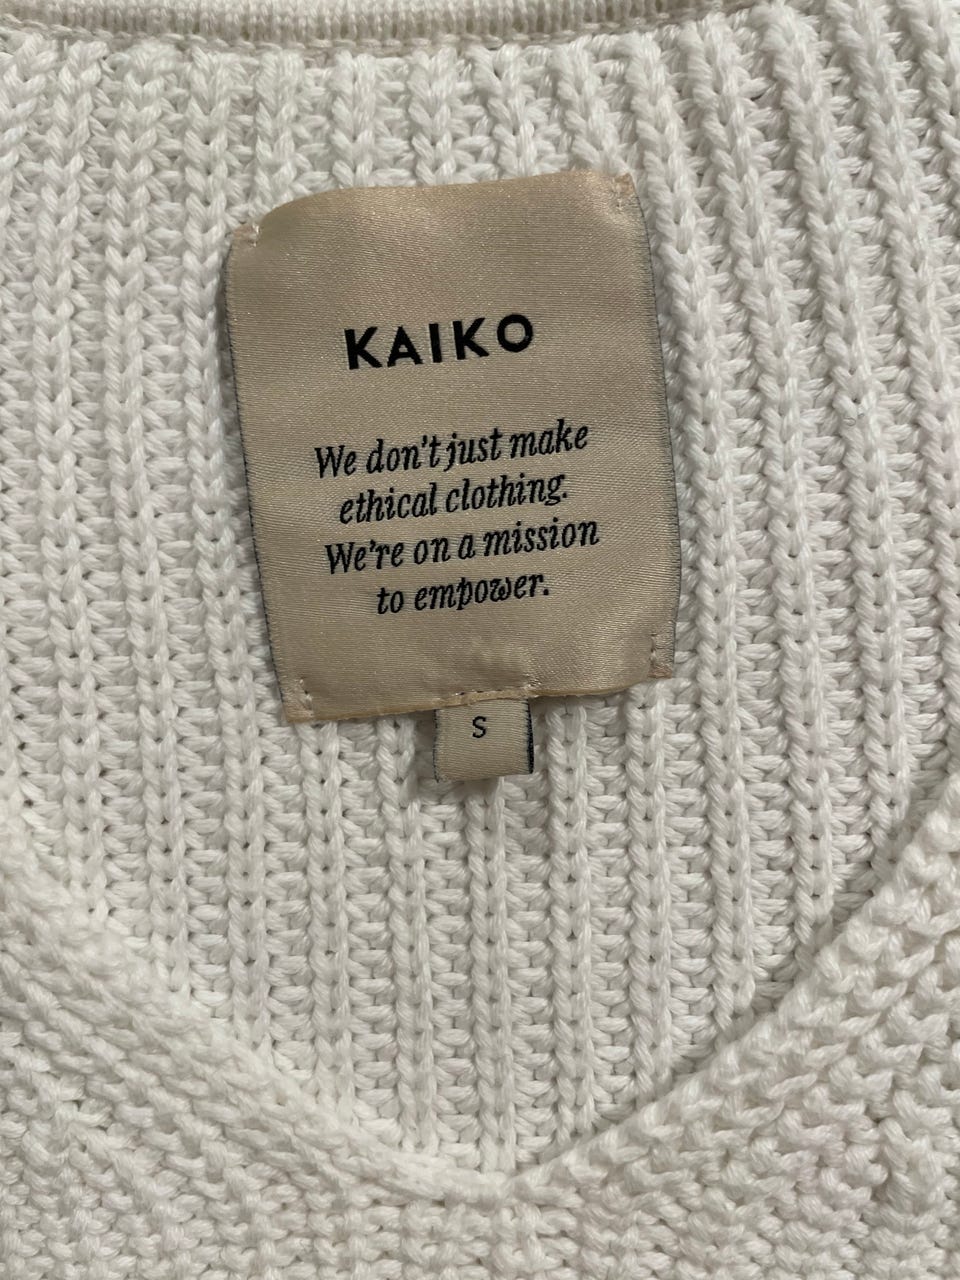 KAIKO
We don't just make
ethical clothing.
We're on a mission
to empower.
S